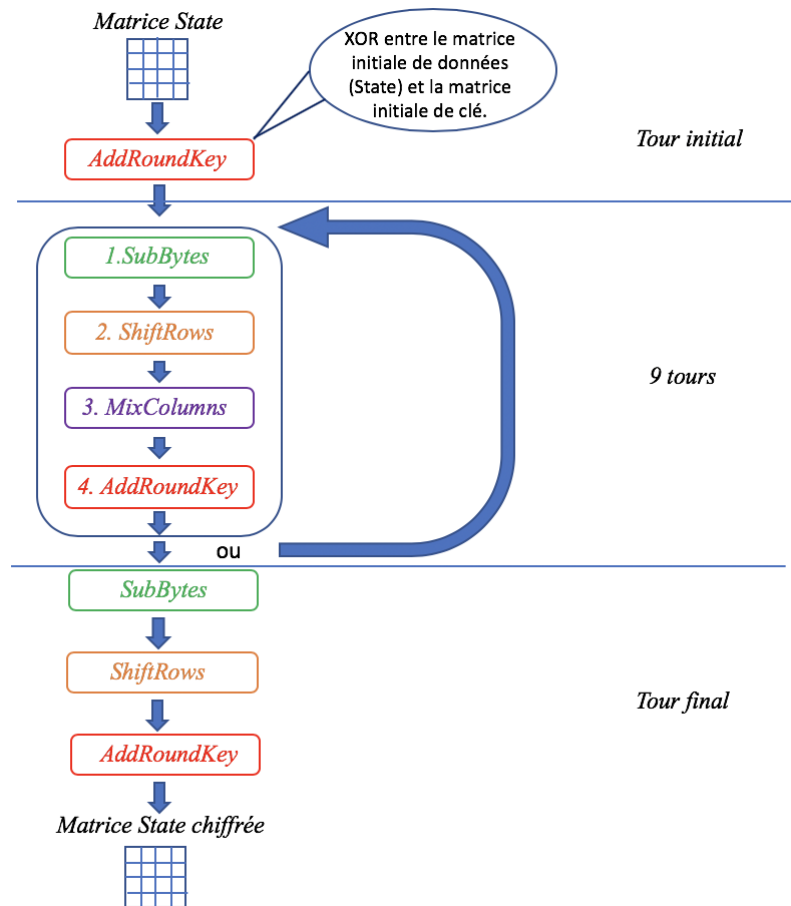 Matrice State
XOR entre le matrice
initiale de données
(State) et la matrice
initiale de clé.
AddRoundKey
Tour initial
1.SubBytes
2. ShiftRows
3. MixColumns
9 tours
4. AddRoundKey
ou
SubBytes
ShiftRows
Tour final
AddRoundKey
Matrice State chiffrée